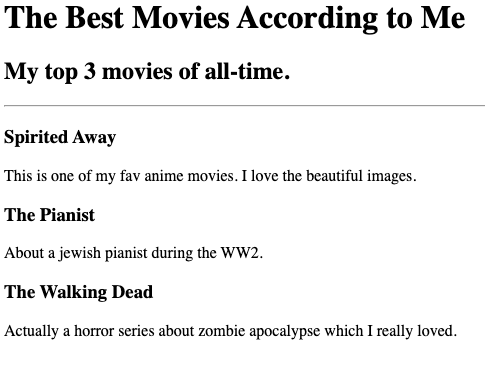 The Best Movies According to Me
My top 3 movies of all-time.
Spirited Away
This is one of my fav anime movies. I love the beautiful images.
The Pianist
About a jewish pianist during the WW2.
The Walking Dead
Actually a horror series about zombie apocalypse which I really loved.